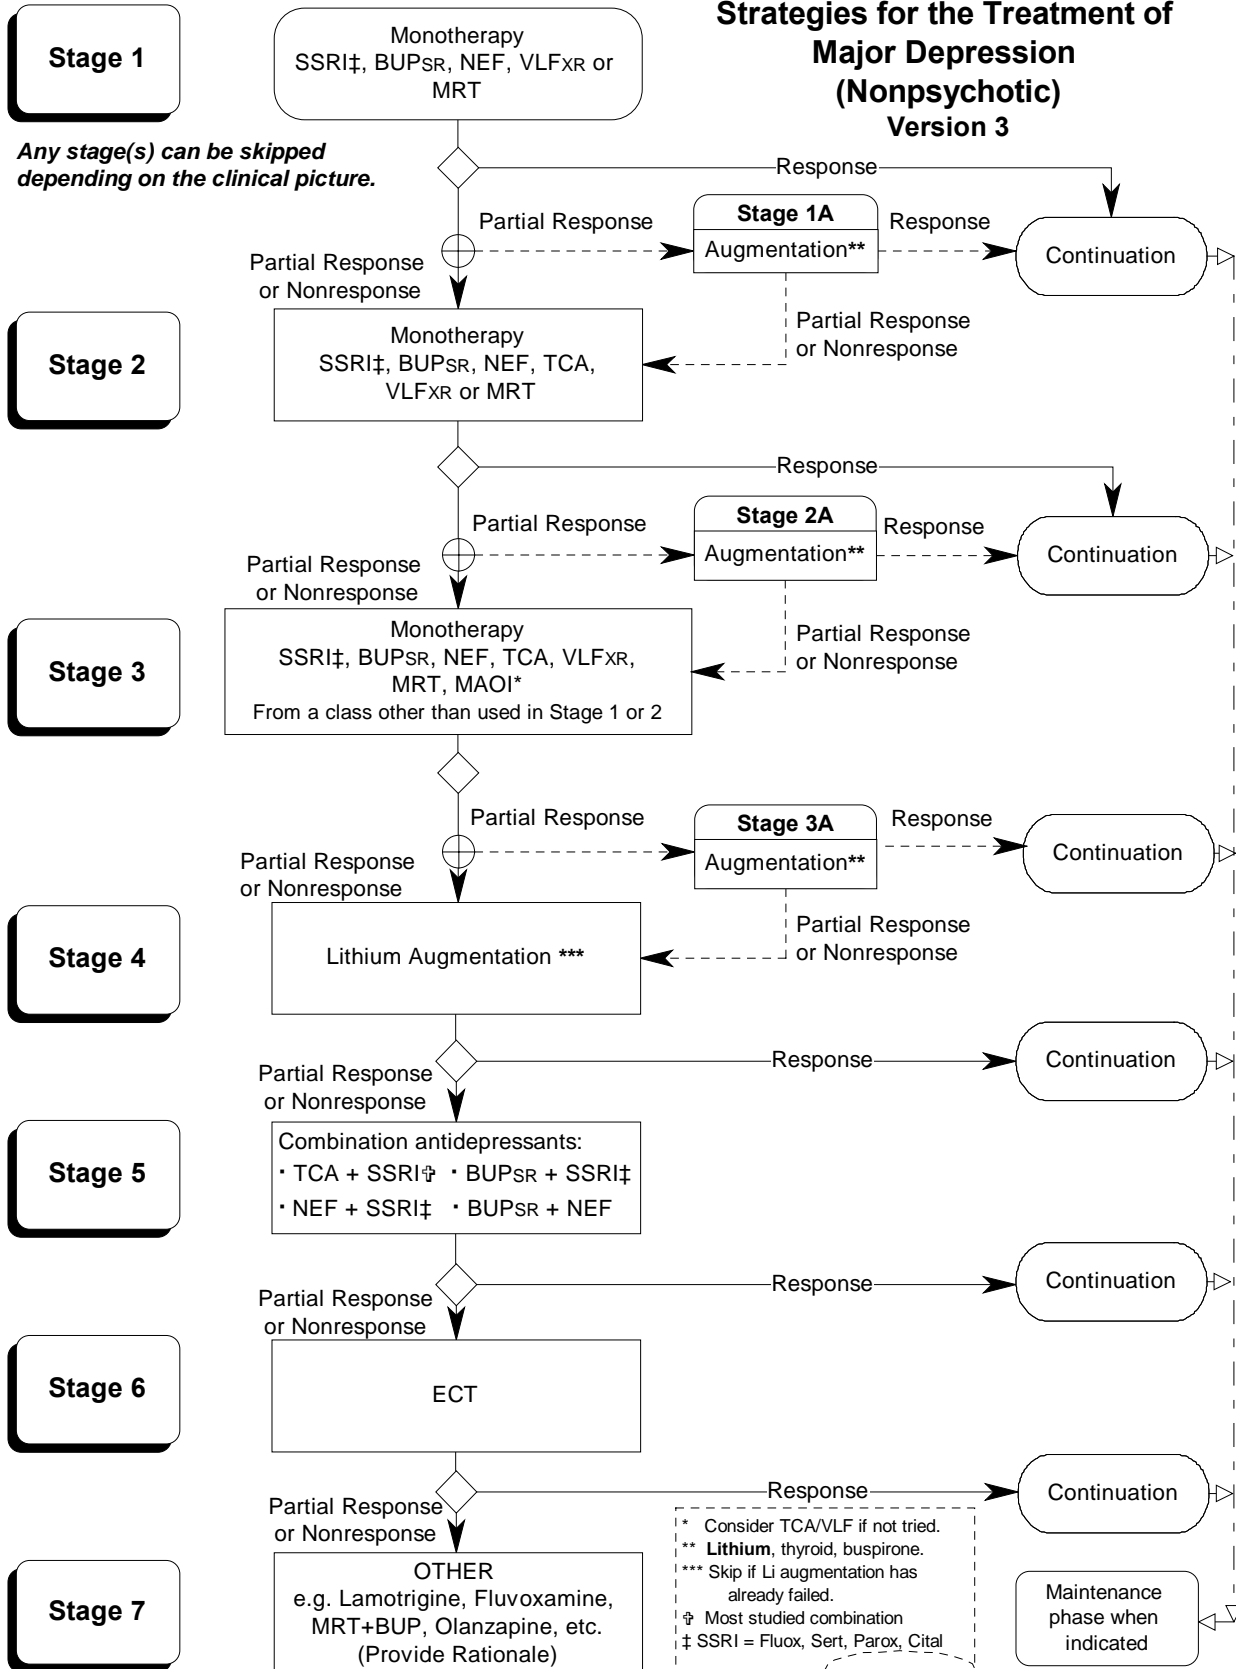 Strategies for the Treatment of
Major Depression
(Nonpsychotic)
Version 3
Stage 1
Monotherapy
SSRI‡, BUPSR, NEF, VLFXR or
MRT
Any stage(s) can be skipped
depending on the clinical picture.
Response
Partial Response
Stage 1A
Augmentation**
Response
Continuation
Partial Response
or Nonresponse
Partial Response
or Nonresponse
Stage 2
Monotherapy
SSRI‡, BUPSR, NEF, TCA,
VLFXR or MRT
Response
Partial Response
Stage 2A
Augmentation**
Response
Continuation
Partial Response
or Nonresponse
Partial Response
or Nonresponse
Stage 3
Monotherapy
SSRI‡, BUPSR, NEF, TCA, VLFXR,
MRT, MAOI*
From a class other than used in Stage 1 or 2
Partial Response
Stage 3A
Augmentation**
Response
Continuation
Partial Response
or Nonresponse
Partial Response
or Nonresponse
Stage 4
Lithium Augmentation ***
Response
Continuation
Partial Response
or Nonresponse
Stage 5
Combination antidepressants:
· TCA + SSRI✞ · BUPSR + SSRI‡
· NEF + SSRI‡ · BUPSR + NEF
Response
Continuation
Partial Response
or Nonresponse
Stage 6
ECT
Response
Continuation
Partial Response
or Nonresponse
Stage 7
OTHER
e.g. Lamotrigine, Fluvoxamine,
MRT+BUP, Olanzapine, etc.
(Provide Rationale)
* Consider TCA/VLF if not tried.
** Lithium, thyroid, buspirone.
*** Skip if Li augmentation has
already failed.
✞ Most studied combination
‡ SSRI = Fluox, Sert, Parox, Cital
Maintenance
phase when
indicated